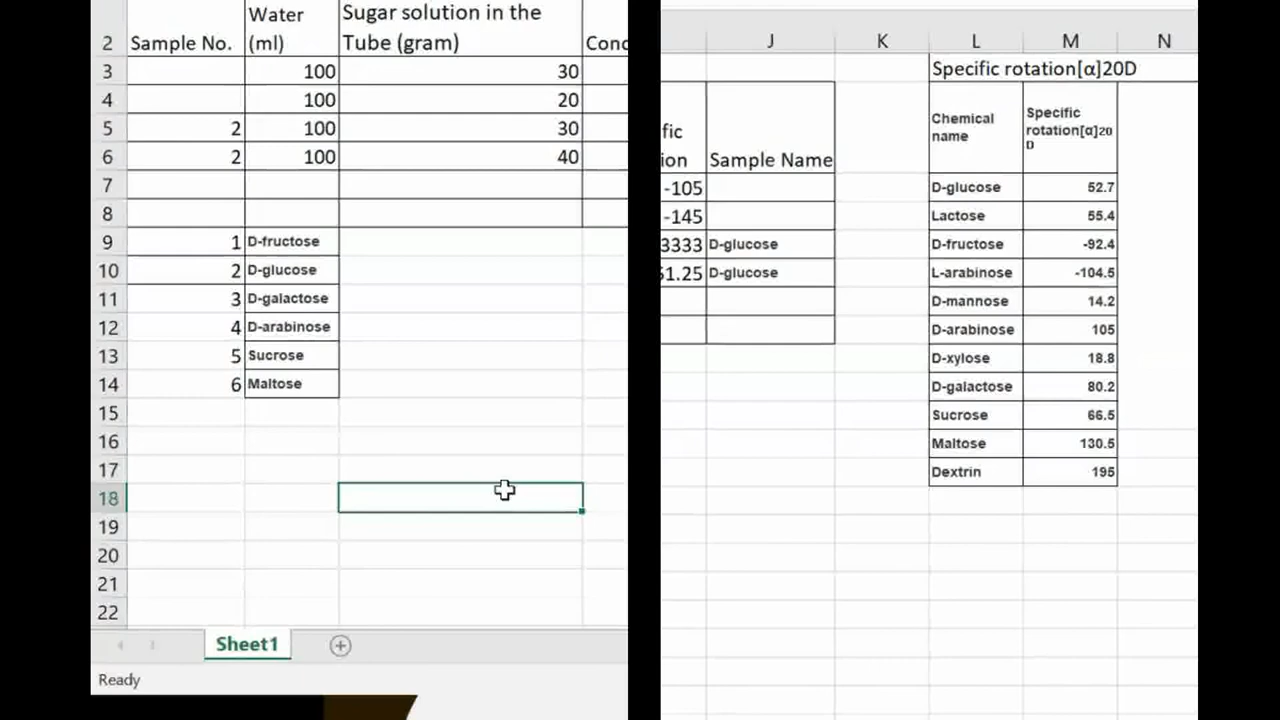 Water
Sugar solution in the
2 Sample No. (ml) Tube (gram) Conc
3 100 30
4 100 20
5 2 100 30
6 2 100 40
7
8
9 1 D-fructose
10 2 D-glucose
11 3 D-galactose
12 4 D-arabinose
13 5 Sucrose
14 6 Maltose
15
16
17
18
19
20
21
22
Sheet1
Ready
J K L M N
Specific rotation[α]20D
fic
ion Sample Name
Chemical name
Specific rotation[α]20 D
-105 D-glucose 52.7
-145 Lactose 55.4
3333 D-glucose D-fructose -92.4
51.25 D-glucose L-arabinose -104.5
D-mannose 14.2
D-arabinose 105
D-xylose 18.8
D-galactose 80.2
Sucrose 66.5
Maltose 130.5
Dextrin 195